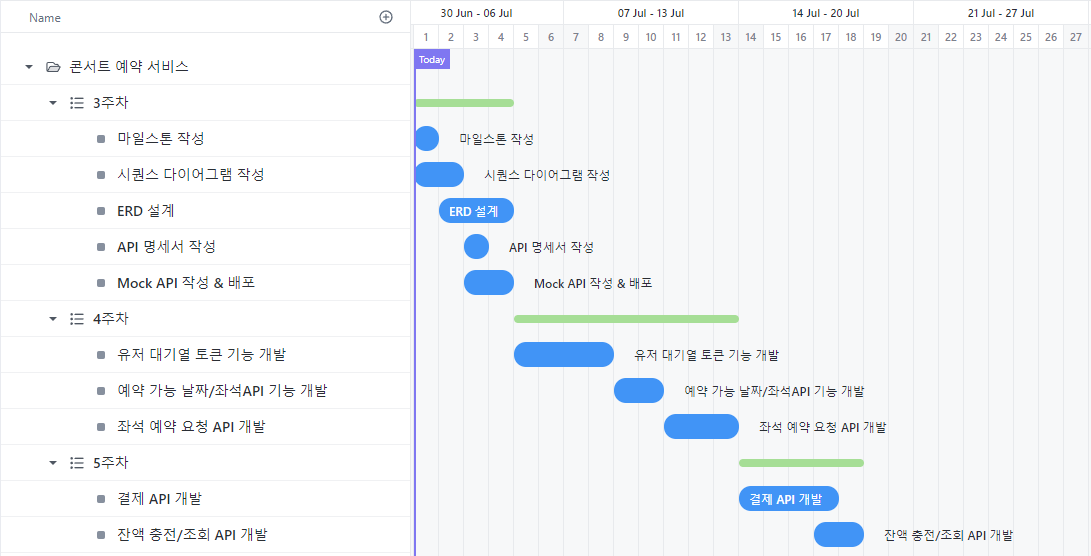 Name
30 Jun - 06 Jul 07 Jul - 13 Jul 14 Jul - 20 Jul 21 Jul - 27 Jul
1 2 3 4 5 6 7 8 9 10 11 12 13 14 15 16 17 18 19 20 21 22 23 24 25 26 27
Today
콘서트 예약 서비스
3주차
마일스톤 작성 마일스톤 작성
시퀀스 다이어그램 작성 시퀀스 다이어그램 작성
ERD 설계 ERD 설계
API 명세서 작성 API 명세서 작성
Mock API 작성 & 배포 Mock API 작성 & 배포
4주차
유저 대기열 토큰 기능 개발 유저 대기열 토큰 기능 개발
예약 가능 날짜/좌석API 기능 개발 예약 가능 날짜/좌석API 기능 개발
좌석 예약 요청 API 개발 좌석 예약 요청 API 개발
5주차
결제 API 개발 결제 API 개발
잔액 충전/조회 API 개발 잔액 충전/조회 API 개발